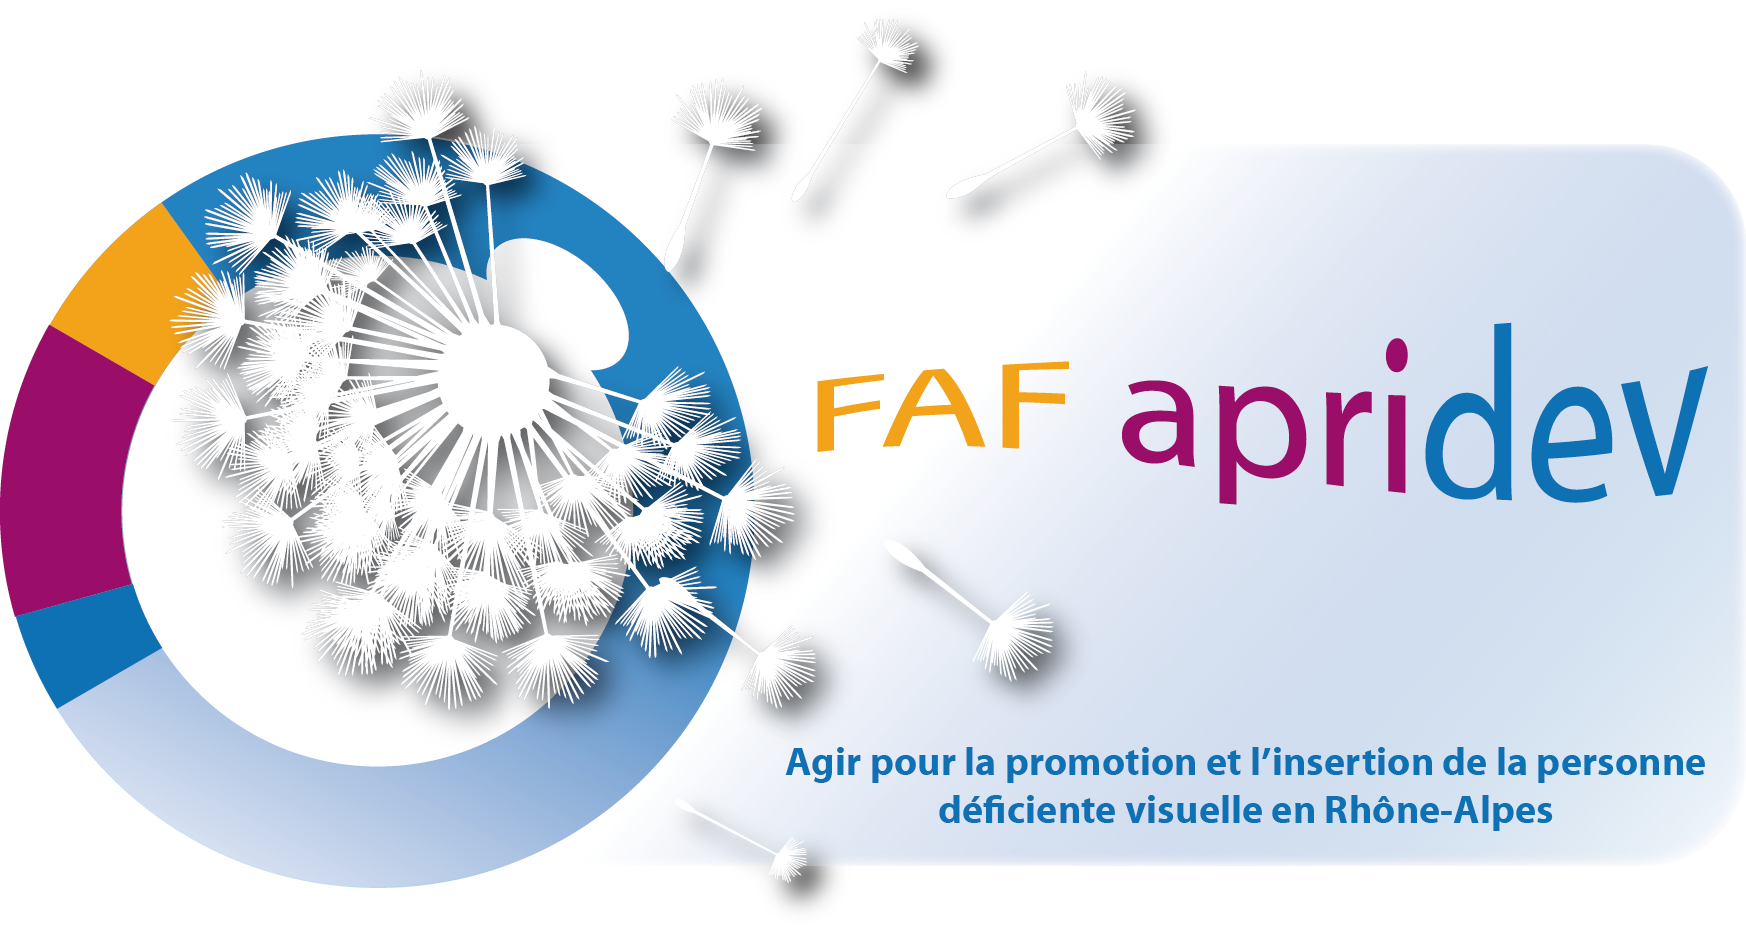 FAF apridev
Agir pour la promotion et l’insertion de la personne
déficiente visuelle en Rhône-Alpes